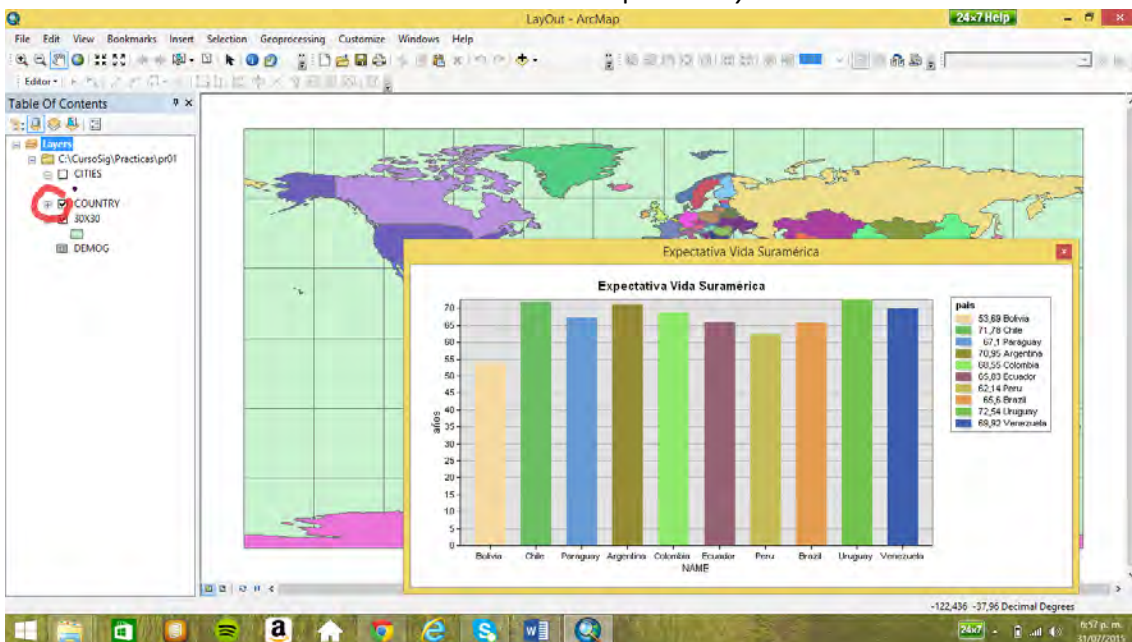 LayOut - ArcMap
24x7 Help
File Edit View Bookmarks Insert Selection Geoprocessing Customize Windows Help
Editor
Table Of Contents
Layers
C:\CursoSig\Practicas\pr01
CITIES
COUNTRY
30X30
DEMOG
Expectativa Vida Suramérica
Expectativa Vida Suramerica
años
70
65
60
55
50
45
40
35
30
25
20
15
10
5
0
Bolivia Chile Paraguay Argentina Colombia Ecuador Peru Brazil Uruguay Venezuela
NAME
pais
53,69 Bolivia
71,78 Chile
67,1 Paraguay
70,95 Argentina
68,55 Colombia
65,83 Ecuador
62,14 Peru
65,6 Brazil
72,54 Uruguay
69,92 Venezuela
-122,436 -37,96 Decimal Degrees
24x7
6:57 p. m.
31/07/2015